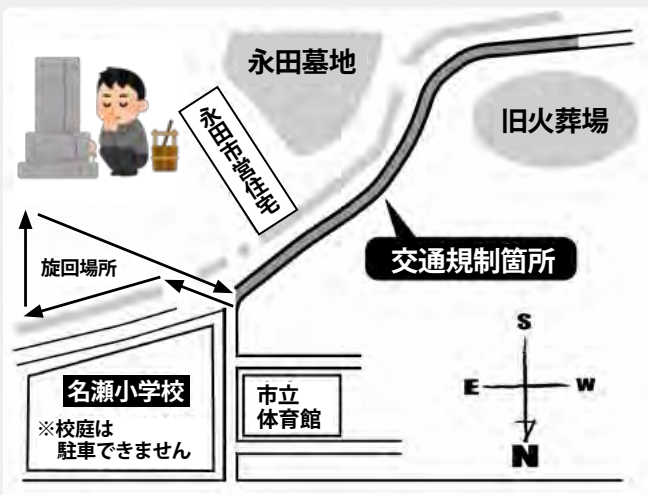 永田墓地
旧火葬場
永田市営住宅
旋回場所
交通規制箇所
名瀬小学校
※校庭は
駐車できません
市立
体育館
S
E
W
N